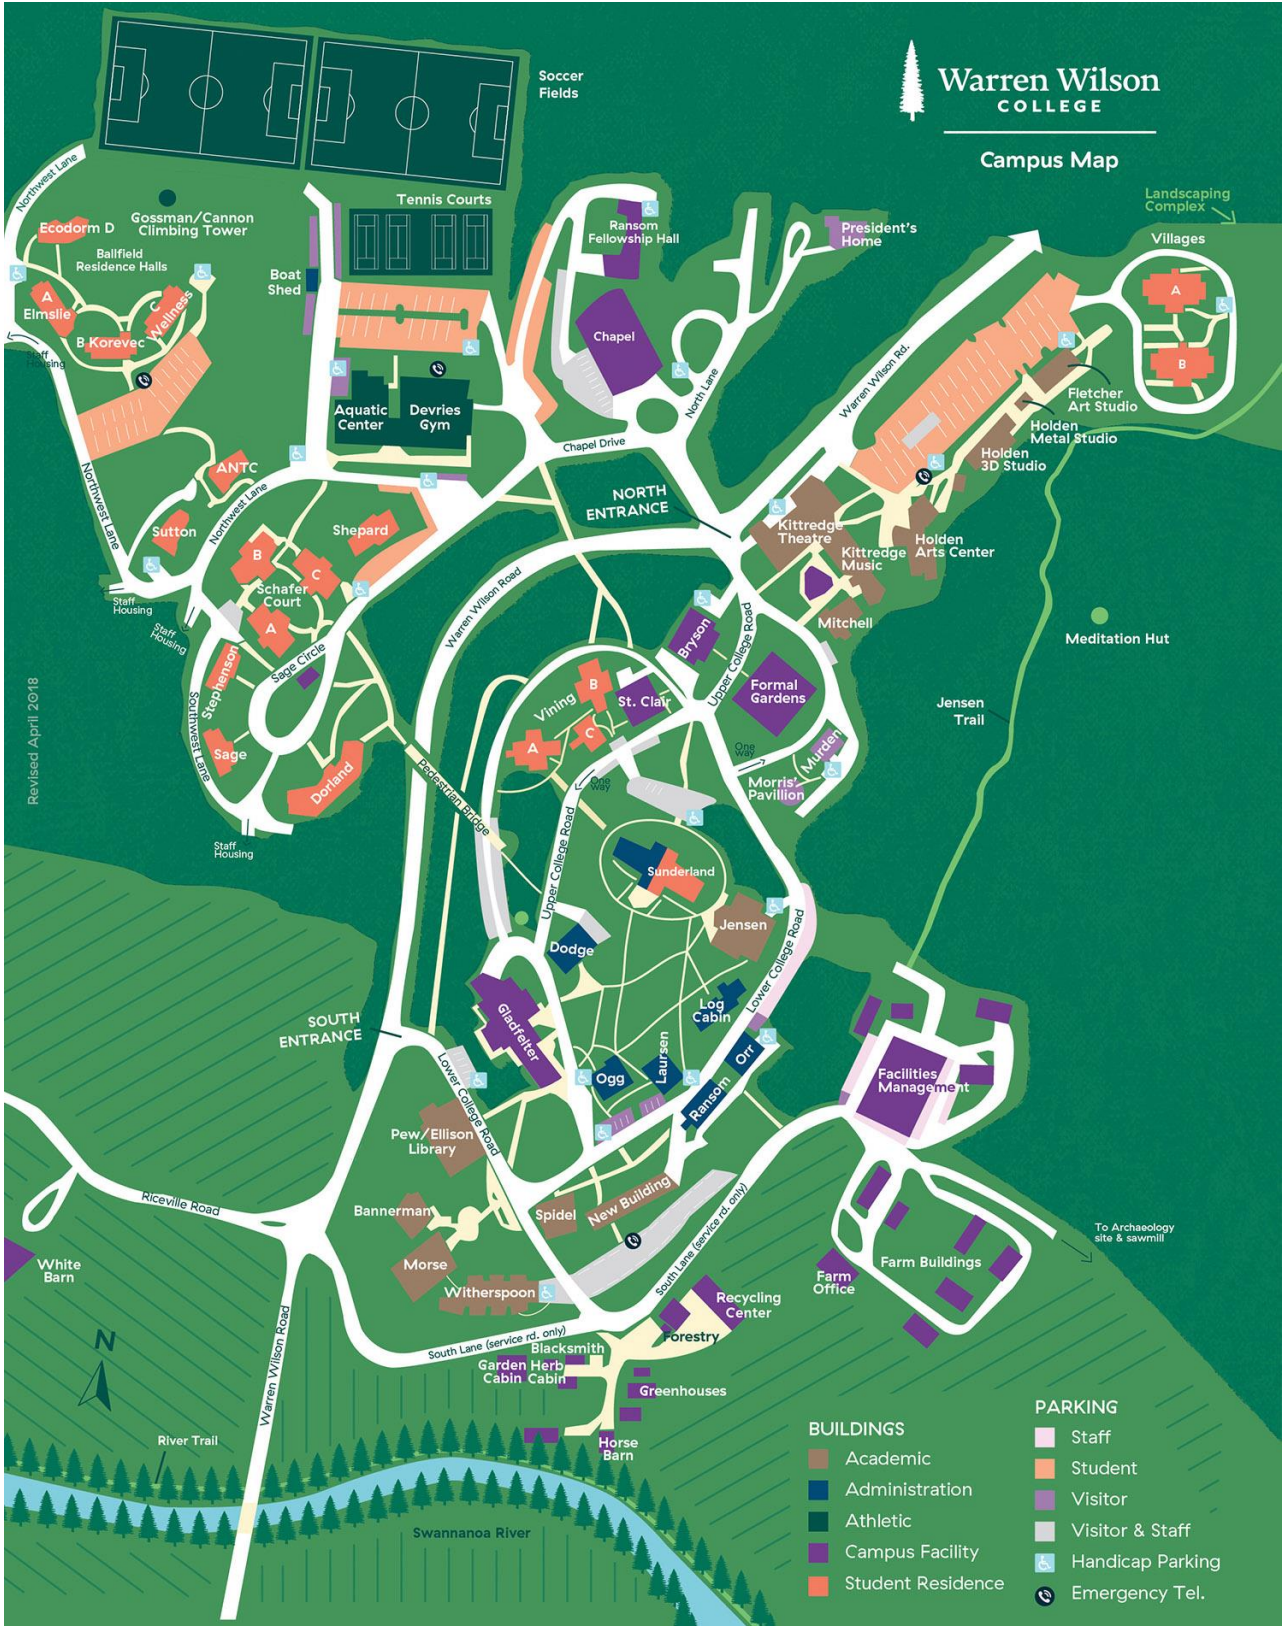 Warren Wilson
COLLEGE
Campus Map
Soccer
Fields
Landscaping
Complex
Villages
A
B
Northwest Lane
Ecodorm D
Gossman/Cannon
Climbing Tower
Ballfield
Residence Halls
A
Elmslie
B Korevec
C
Wellness
Staff
Housing
Tennis Courts
Boat
Shed
Ransom
Fellowship Hall
Chapel
President's
Home
North Lane
Warren Wilson Rd.
Fletcher
Art Studio
Holden
Metal Studio
Holden
3D Studio
Aquatic
Center
Devries
Gym
Chapel Drive
NORTH
ENTRANCE
Kittredge
Theatre
Kittredge
Music
Holden
Arts Center
Mitchell
ANTC
Northwest Lane
Northwest Lane
Sutton
Shepard
B
C
Schafer
Court
A
Staff
Housing
Staff
Housing
Sage Circle
Stephenson
Southwest Lane
Sage
Dorland
Staff
Housing
Warren Wilson Road
Pedestrian Bridge
Bryson
Upper College Road
Formal
Gardens
Meditation Hut
Jensen
Trail
Vining
B
A
C
St. Clair
One
way
One
way
Murden
Morris'
Pavillion
Upper College Road
Sunderland
Jensen
Dodge
Lower College Road
Log
Cabin
Gladfelter
SOUTH
ENTRANCE
Lower College Road
Ogg
Laursen
Orr
Ransom
Facilities
Management
Pew/Ellison
Library
Bannerman
Spidel
New Building
Morse
Witherspoon
South Lane (service rd. only)
South Lane (service rd. only)
Riceville Road
White
Barn
Farm
Office
Farm Buildings
To Archaeology
site & sawmill
Recycling
Center
Forestry
Blacksmith
Garden
Cabin
Herb
Cabin
Greenhouses
Horse
Barn
N
Warren Wilson Road
River Trail
Swannanoa River
Revised April 2018
BUILDINGS
Academic
Administration
Athletic
Campus Facility
Student Residence
PARKING
Staff
Student
Visitor
Visitor & Staff
Handicap Parking
Emergency Tel.